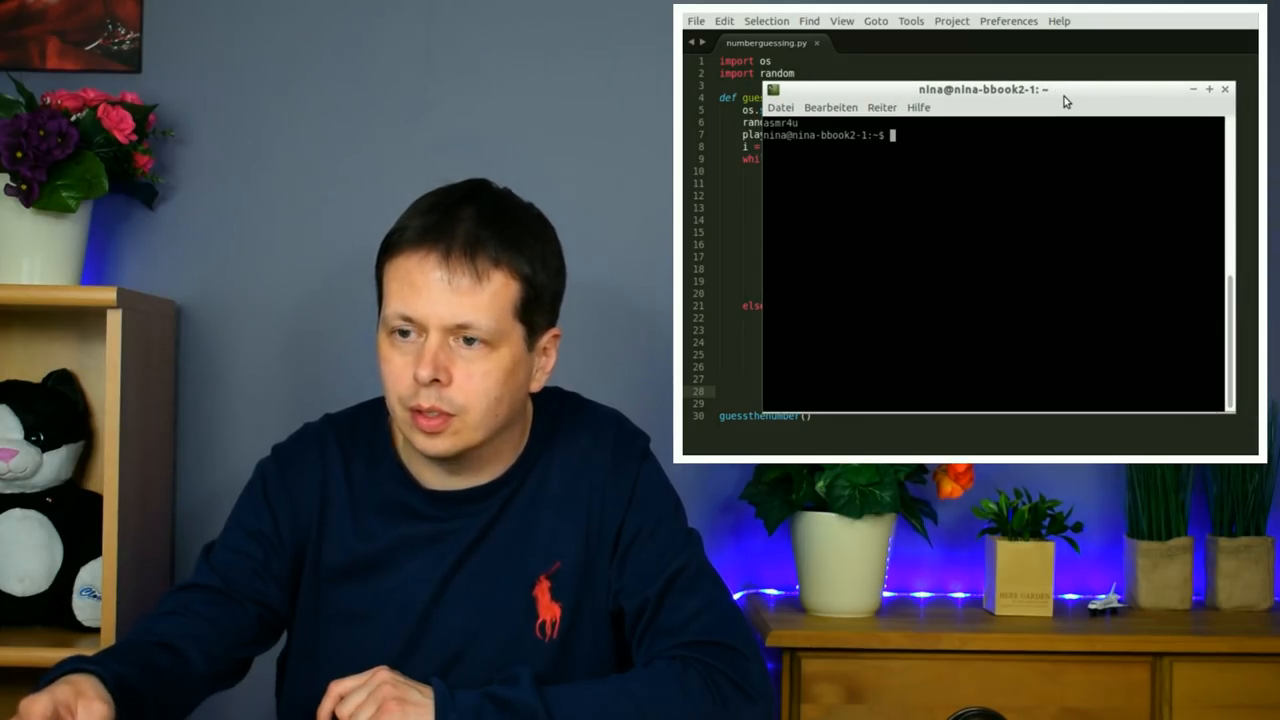 File Edit Selection Find View Goto Tools Project Preferences Help
numberguessing.py
1 import os
2 import random
3
4 def gues
5 os.
6 ran
7 pla
8 i =
9 whi
10
11
12
13
14
15
16
17
18
19
20
21 else
22
23
24
25
26
27
28
29
30 guessthenumber()
nina@nina-bbook2-1: ~
Datei Bearbeiten Reiter Hilfe
asmr4u
nina@nina-bbook2-1:~$
HERB GARDEN